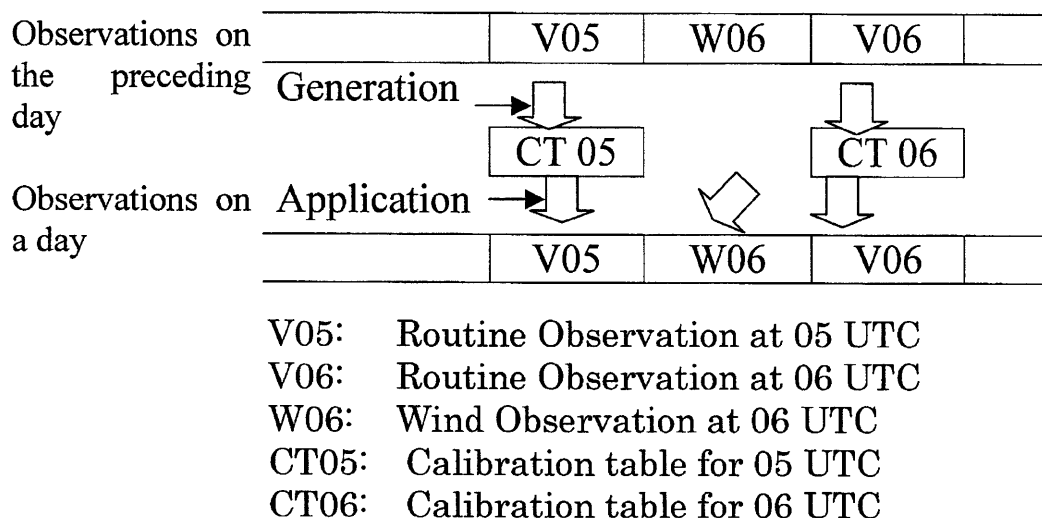 Observations on
the preceding
day
V05 W06 V06
Generation
CT 05 CT 06
Observations on
a day
Application
V05 W06 V06
V05: Routine Observation at 05 UTC
V06: Routine Observation at 06 UTC
W06: Wind Observation at 06 UTC
CT05: Calibration table for 05 UTC
CT06: Calibration table for 06 UTC